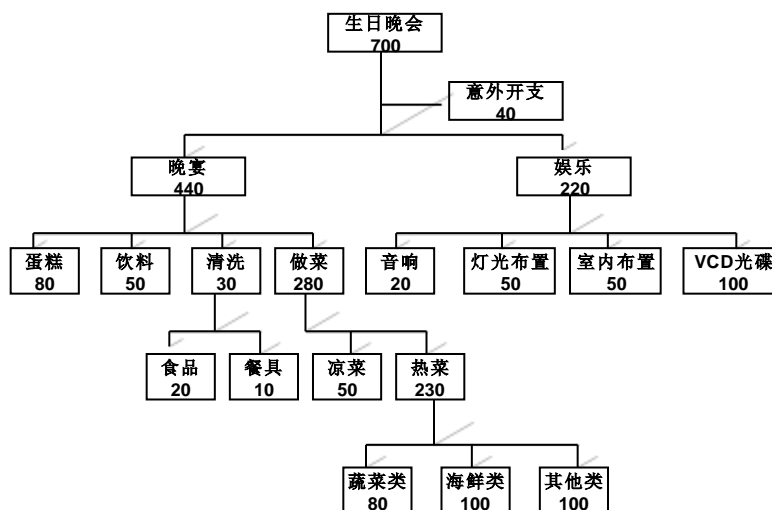 生日晚会
700
意外开支
40
晚宴
440
娱乐
220
蛋糕
80
饮料
50
清洗
30
做菜
280
音响
20
灯光布置
50
室内布置
50
VCD光碟
100
食品
20
餐具
10
凉菜
50
热菜
230
蔬菜类
80
海鲜类
100
其他类
100